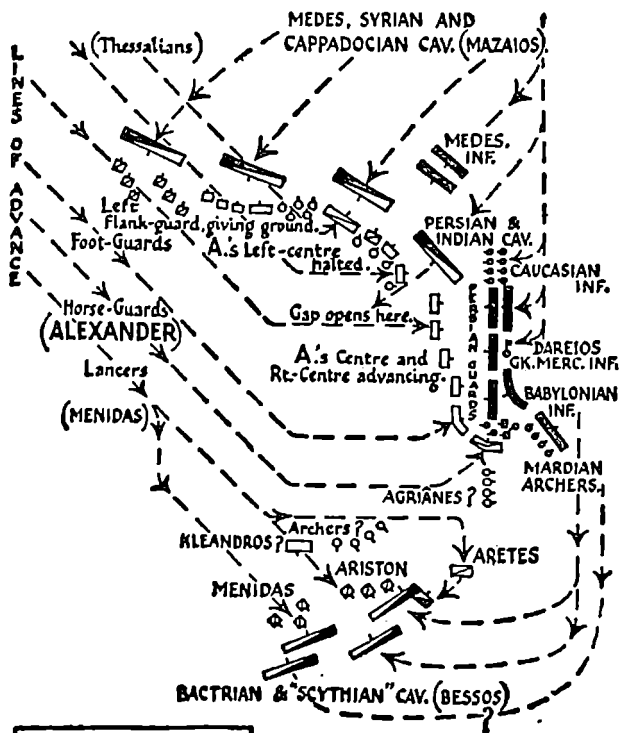 MEDES, SYRIAN AND
(Thessalians)
CAPPADOCIAN CAV. (MAZAIOS).
LINES OF ADVANCE
MEDES.
INF.
Left
Flank-guard, giving ground.
PERSIAN &
INDIAN CAV.
Foot-Guards
A.'s Left-centre
halted.
CAUCASIAN
INF.
Horse-Guards
(ALEXANDER)
Gap opens here.
PERSIAN GUARDS
DAREIOS
GK. MERC. INF.
Lancers
A.'s Centre and
Rt-Centre advancing.
BABYLONIAN
INF.
(MENIDAS)
MARDIAN
ARCHERS.
AGRIANES?
Archers?
KLEANDROS?
ARETES
ARISTON
MENIDAS
BACTRIAN & "SCYTHIAN" CAV. (BESSOS)
?